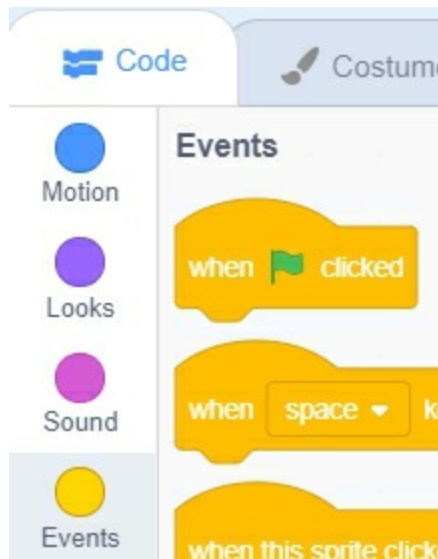 Code
Costum
Motion
Looks
Sound
Events
Events
when clicked
when space k
when this sprite click